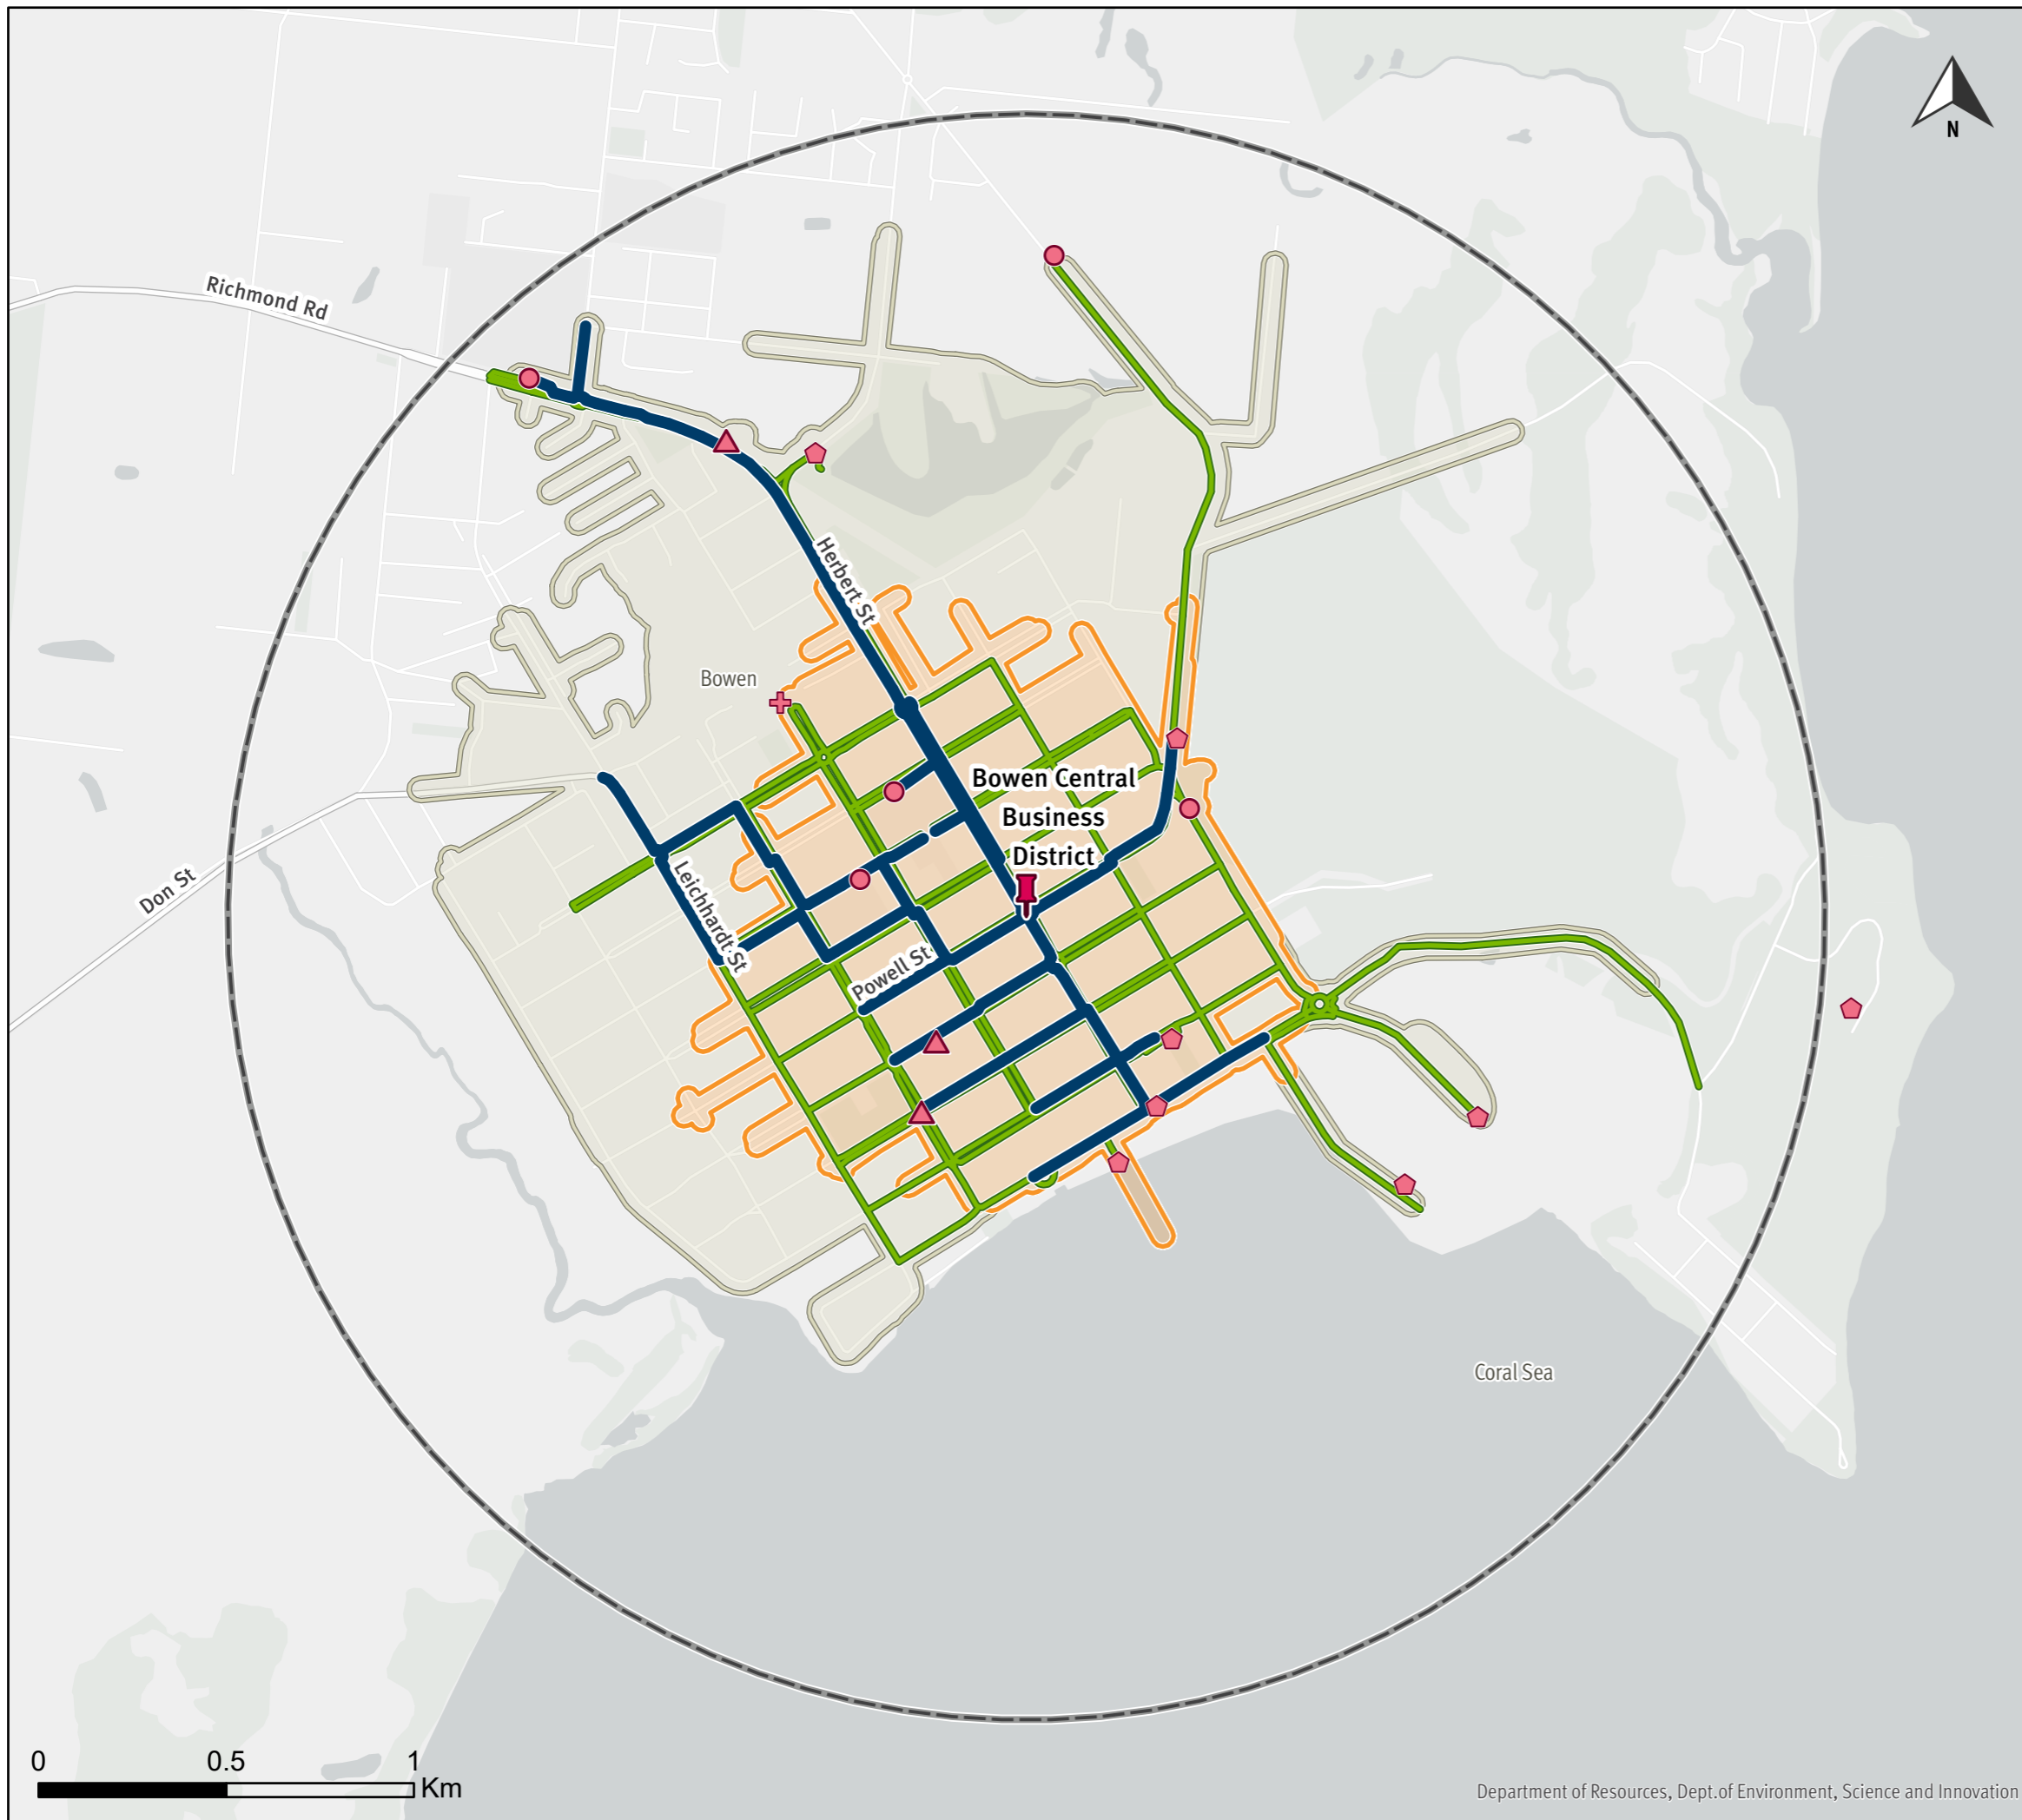 N
Richmond Rd
Herbert St
Bowen
Bowen Central
Business
District
Don St
Leichhardt St
Powell St
Coral Sea
0 0.5 1
Km
Department of Resources, Dept.of Environment, Science and Innovation